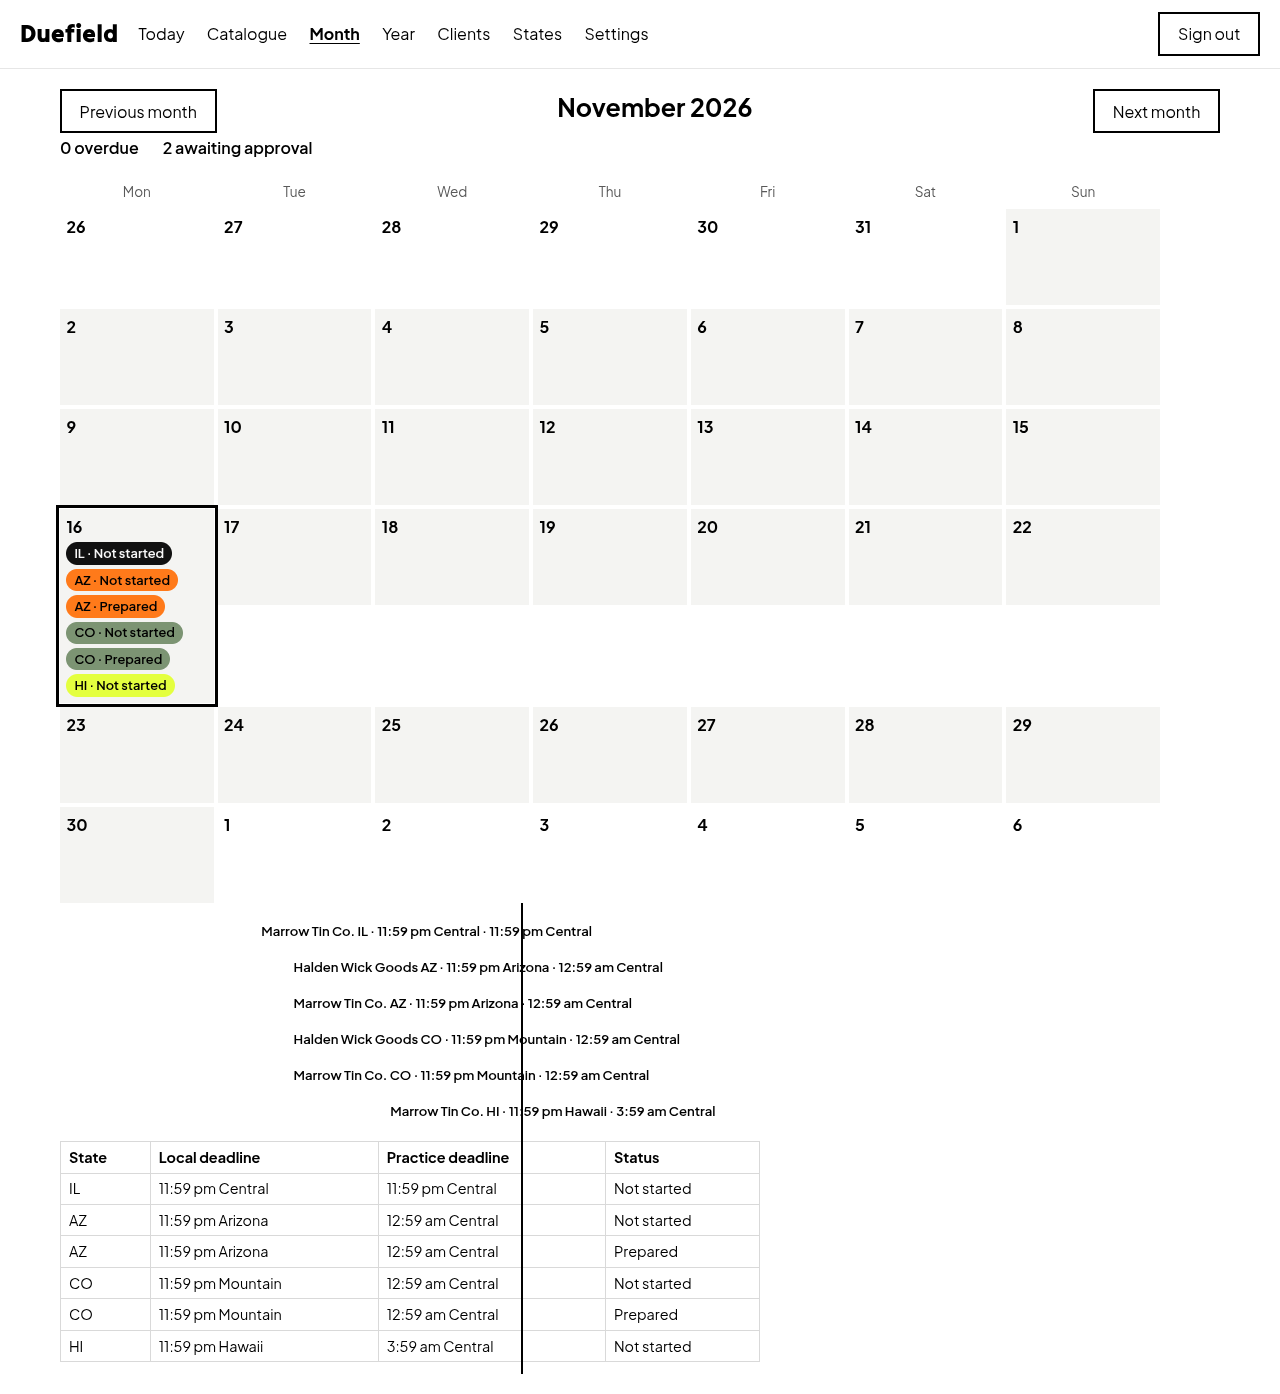 Duefield Today Catalogue Month Year Clients States Settings Sign out
Previous month November 2026 Next month
0 overdue 2 awaiting approval
Mon Tue Wed Thu Fri Sat Sun
26 27 28 29 30 31 1
2 3 4 5 6 7 8
9 10 11 12 13 14 15
16 17 18 19 20 21 22
IL · Not started
AZ · Not started
AZ · Prepared
CO · Not started
CO · Prepared
HI · Not started
23 24 25 26 27 28 29
30 1 2 3 4 5 6
Marrow Tin Co. IL · 11:59 pm Central · 11:59 pm Central
Halden Wick Goods AZ · 11:59 pm Arizona · 12:59 am Central
Marrow Tin Co. AZ · 11:59 pm Arizona · 12:59 am Central
Halden Wick Goods CO · 11:59 pm Mountain · 12:59 am Central
Marrow Tin Co. CO · 11:59 pm Mountain · 12:59 am Central
Marrow Tin Co. HI · 11:59 pm Hawaii · 3:59 am Central
State Local deadline Practice deadline Status
IL 11:59 pm Central 11:59 pm Central Not started
AZ 11:59 pm Arizona 12:59 am Central Not started
AZ 11:59 pm Arizona 12:59 am Central Prepared
CO 11:59 pm Mountain 12:59 am Central Not started
CO 11:59 pm Mountain 12:59 am Central Prepared
HI 11:59 pm Hawaii 3:59 am Central Not started